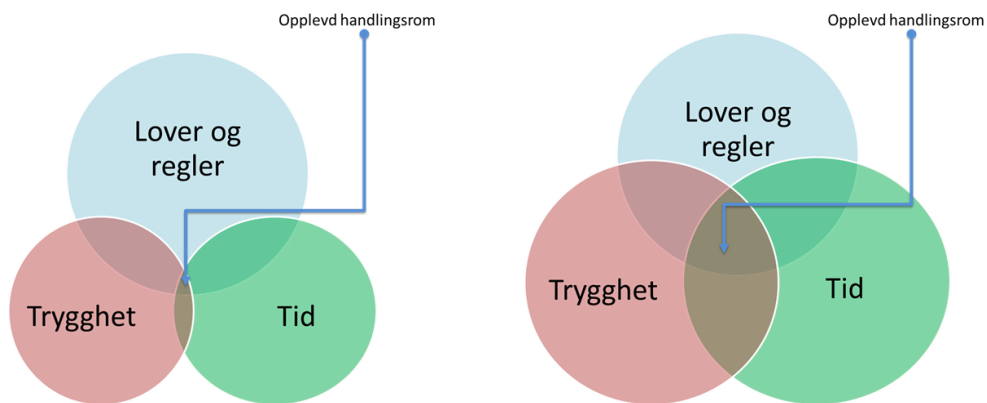 Opplevd handlingsrom
Lover og
regler
Trygghet
Tid
Opplevd handlingsrom
Lover og
regler
Trygghet
Tid